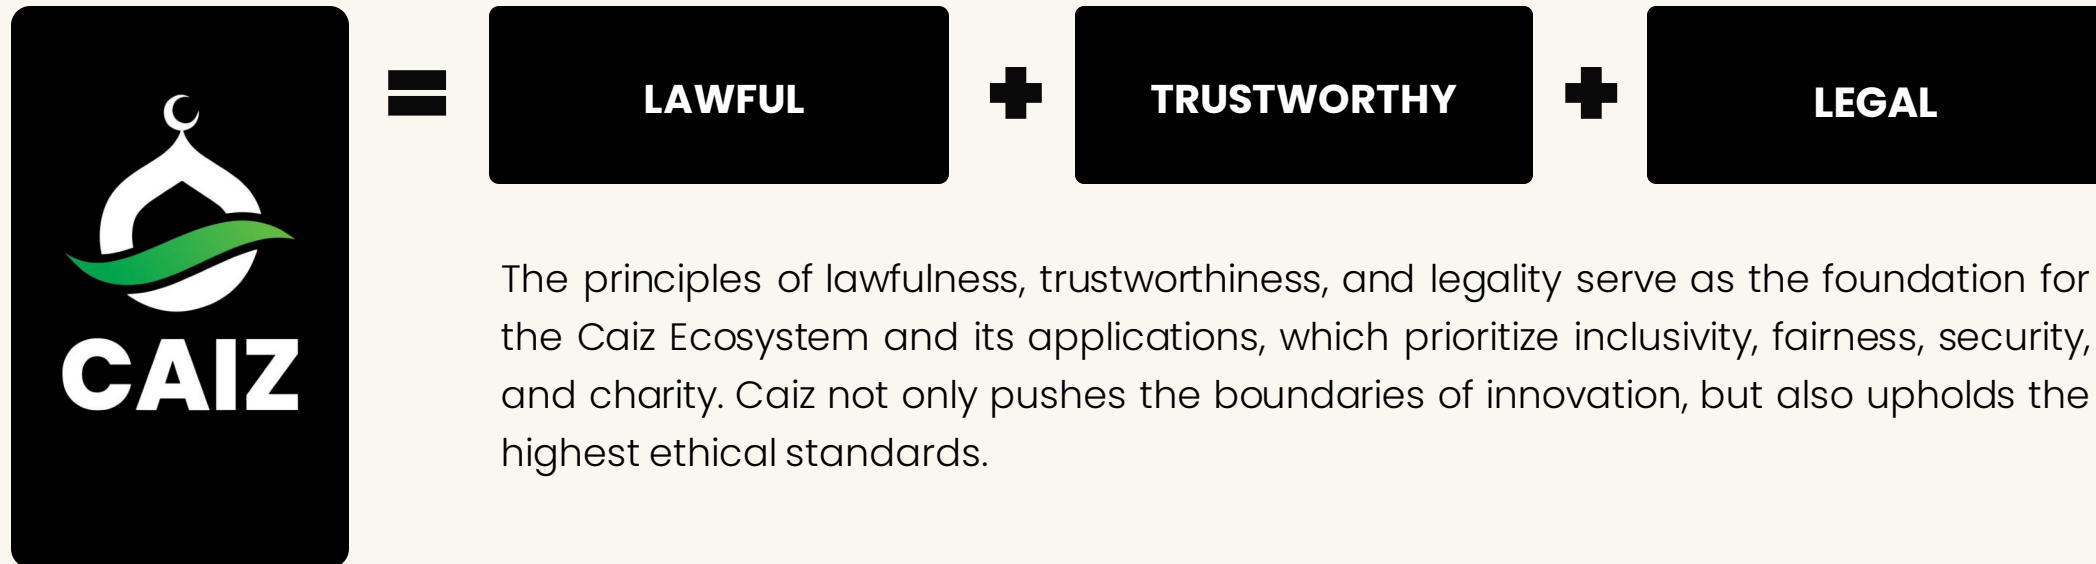 CAIZ
=
LAWFUL
+
TRUSTWORTHY
+
LEGAL
The principles of lawfulness, trustworthiness, and legality serve as the foundation for
the Caiz Ecosystem and its applications, which prioritize inclusivity, fairness, security,
and charity. Caiz not only pushes the boundaries of innovation, but also upholds the
highest ethical standards.